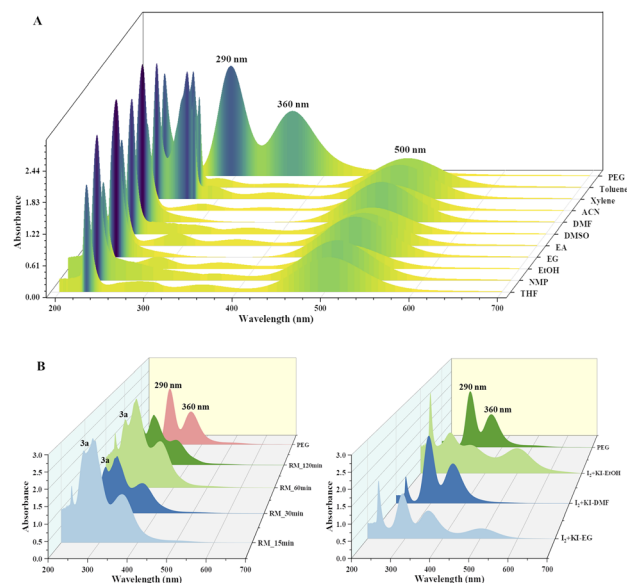 A
290 nm
360 nm
500 nm
2.44
1.83
1.22
0.61
0.00
Absorbance
200
300
400
500
600
700
Wavelength (nm)
PEG
Toluene
Xylene
ACN
DMF
DMSO
EA
EG
EtOH
NMP
THF
B
290 nm
360 nm
3a
3a
3a
3.0
2.5
2.0
1.5
1.0
0.5
0.0
Absorbance
200
300
400
500
600
700
Wavelength (nm)
PEG
RM_120min
RM_60min
RM_30min
RM_15min
290 nm
360 nm
3.0
2.5
2.0
1.5
1.0
0.5
0.0
Absorbance
200
300
400
500
600
700
Wavelength (nm)
PEG
I₂+KI-EtOH
I₂+KI-DMF
I₂+KI-EG